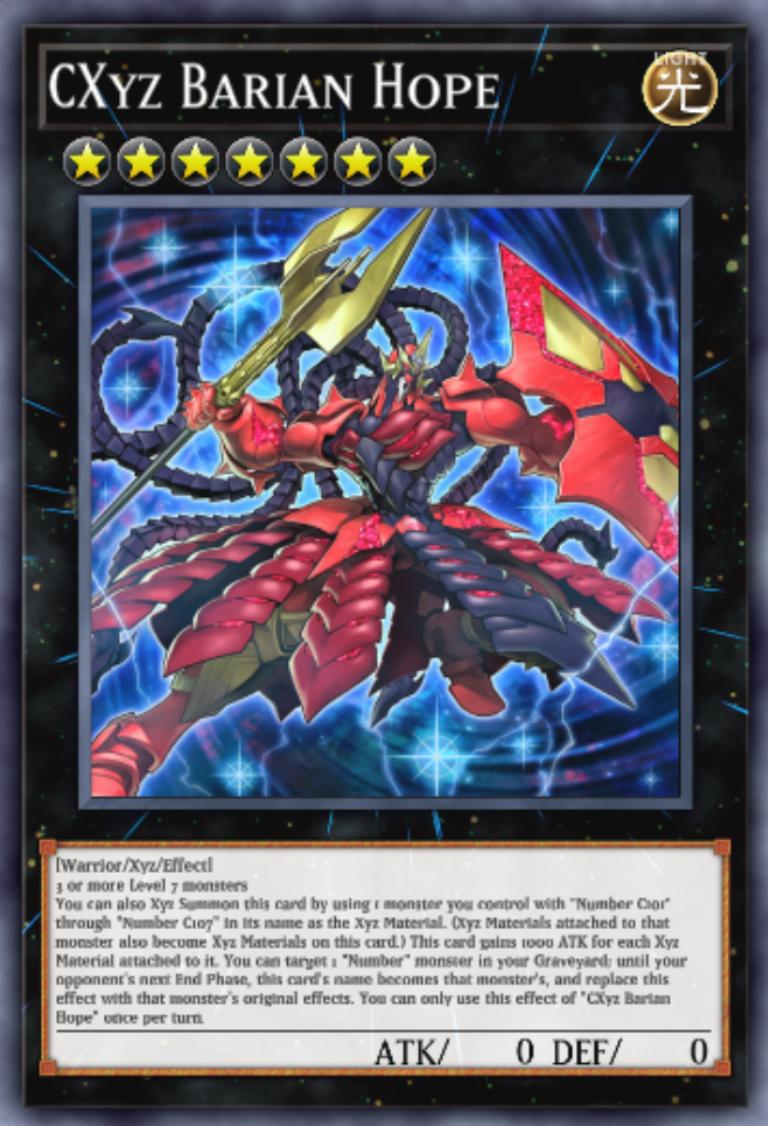 CXyz Barian Hope
LIGHT
光
[Warrior/Xyz/Effect]
3 or more Level 7 monsters
You can also Xyz Summon this card by using 1 monster you control with "Number C101"
through "Number C107" in its name as the Xyz Material. (Xyz Materials attached to that
monster also become Xyz Materials on this card.) This card gains 1000 ATK for each Xyz
Material attached to it. You can target 1 "Number" monster in your Graveyard; until your
opponent's next End Phase, this card's name becomes that monster's, and replace this
effect with that monster's original effects. You can only use this effect of "CXyz Barian
Hope" once per turn.
ATK/ 0 DEF/ 0